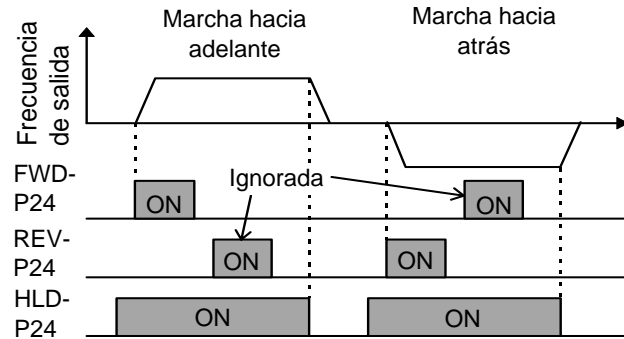 Marcha hacia
adelante
Marcha hacia
atrás
Frecuencia
de salida
FWD-
P24
ON
Ignorada
ON
REV-
P24
ON
ON
HLD-
P24
ON
ON